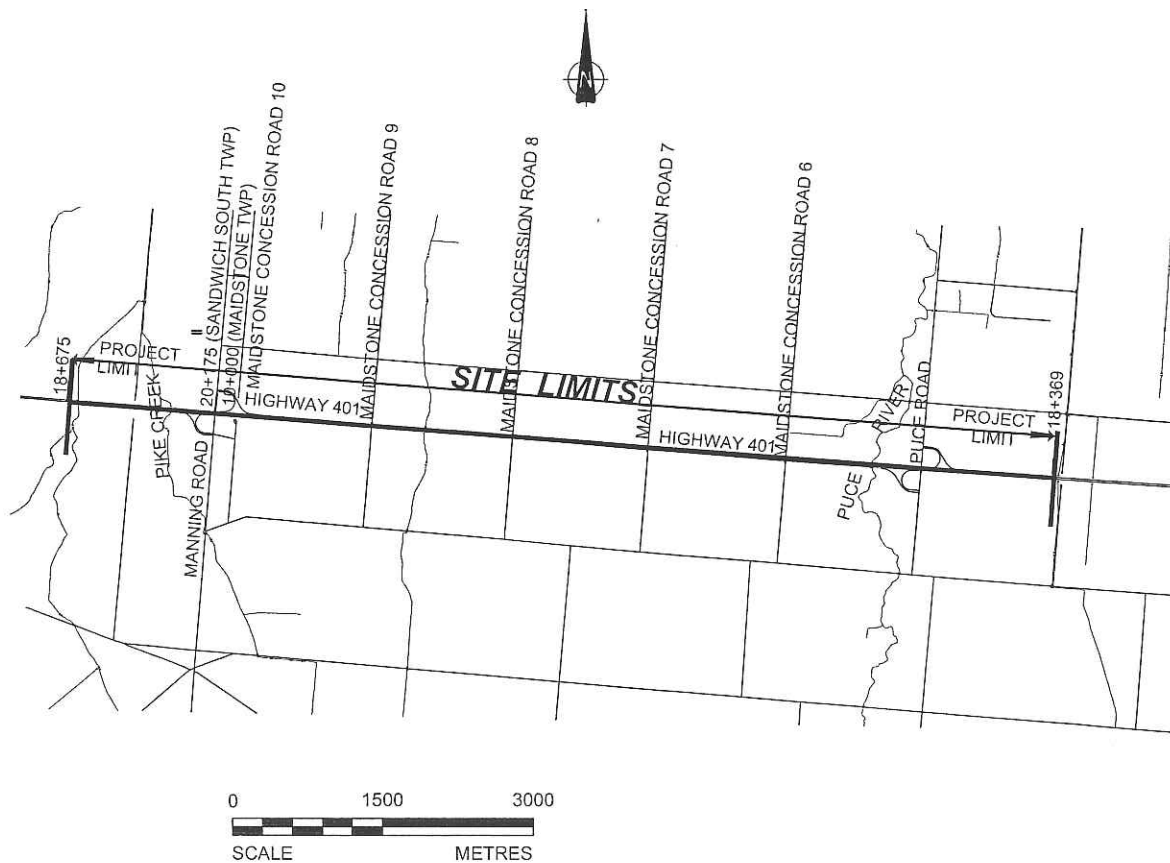 N
20+175 (SANDWICH SOUTH TWP)
=
10+000 (MAIDSTONE TWP)
MAIDSTONE CONCESSION ROAD 10
MAIDSTONE CONCESSION ROAD 9
MAIDSTONE CONCESSION ROAD 8
MAIDSTONE CONCESSION ROAD 7
MAIDSTONE CONCESSION ROAD 6
18+675
PROJECT
LIMIT
SITE LIMITS
PROJECT
LIMIT
18+369
HIGHWAY 401
HIGHWAY 401
PIKE CREEK
MANNING ROAD
PUCE RIVER
PUCE ROAD
0 1500 3000
SCALE METRES